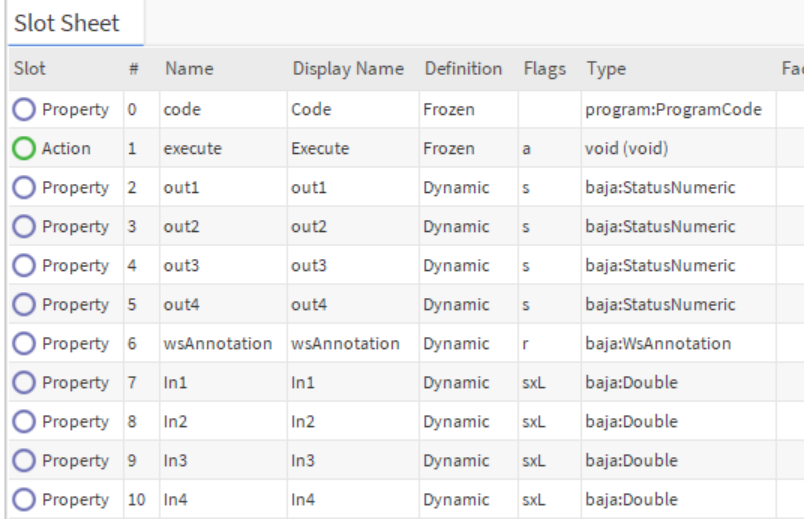 Slot Sheet
Slot # Name Display Name Definition Flags Type Fac
Property 0 code Code Frozen program:ProgramCode
Action 1 execute Execute Frozen a void (void)
Property 2 out1 out1 Dynamic s baja:StatusNumeric
Property 3 out2 out2 Dynamic s baja:StatusNumeric
Property 4 out3 out3 Dynamic s baja:StatusNumeric
Property 5 out4 out4 Dynamic s baja:StatusNumeric
Property 6 wsAnnotation wsAnnotation Dynamic r baja:WsAnnotation
Property 7 In1 In1 Dynamic sxL baja:Double
Property 8 In2 In2 Dynamic sxL baja:Double
Property 9 In3 In3 Dynamic sxL baja:Double
Property 10 In4 In4 Dynamic sxL baja:Double